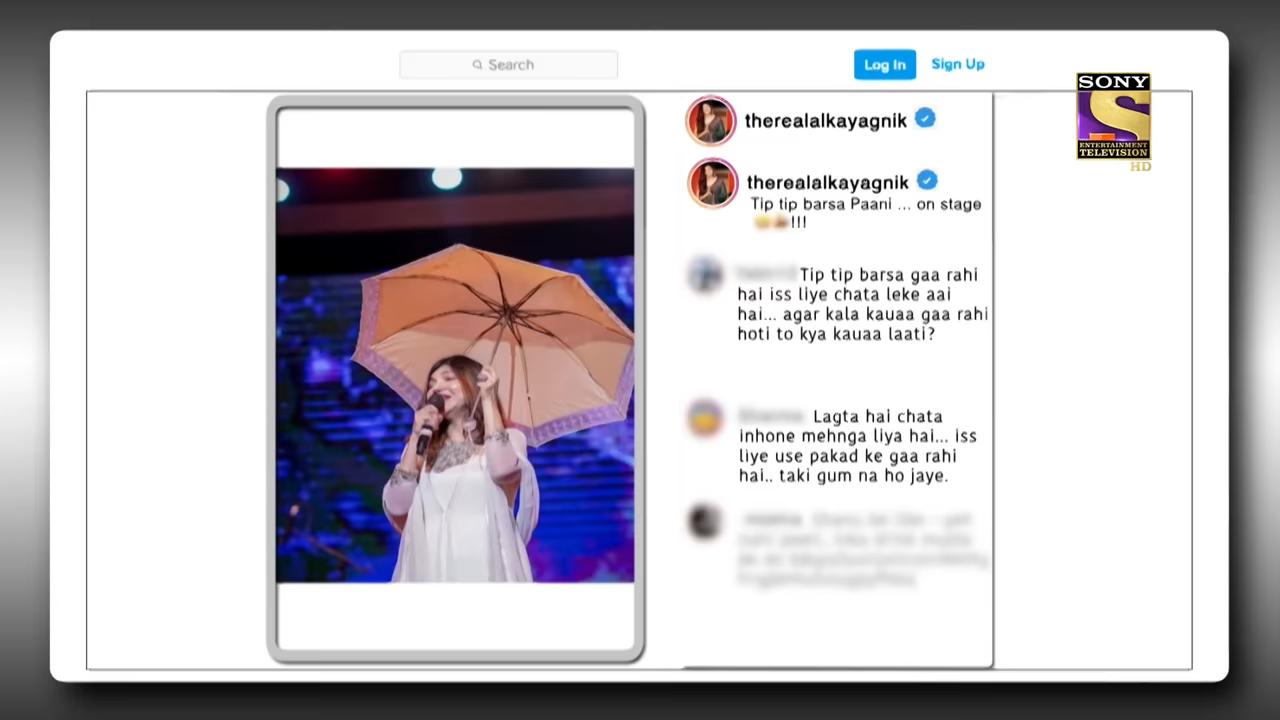 Search
Log In
Sign Up
SONY
ENTERTAINMENT
TELEVISION
HD
therealalkayagnik
therealalkayagnik
Tip tip barsa Paani ... on stage
!!!
Tip tip barsa gaa rahi
hai iss liye chata leke aai
hai... agar kala kauaa gaa rahi
hoti to kya kauaa laati?
Lagta hai chata
inhone mehnga liya hai... iss
liye use pakad ke gaa rahi
hai.. taki gum na ho jaye.